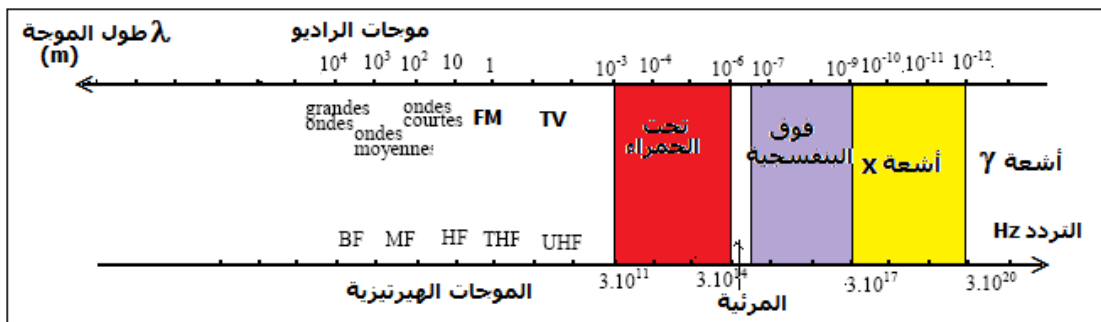 λ طول الموجة
(m)
موجات الراديو
10⁴ 10³ 10² 10 1 10⁻³ 10⁻⁴ 10⁻⁶ 10⁻⁷ 10⁻⁹ 10⁻¹⁰ 10⁻¹¹ 10⁻¹²
grandes
ondes
ondes
moyennes
ondes
courtes
FM
TV
تحت
الحمراء
فوق
البنفسجية
أشعة X
أشعة γ
BF MF HF THF UHF
التردد Hz
3.10¹¹ 3.10¹⁴ 3.10¹⁷ 3.10²⁰
الموجات الهيرتيزية
المرئية